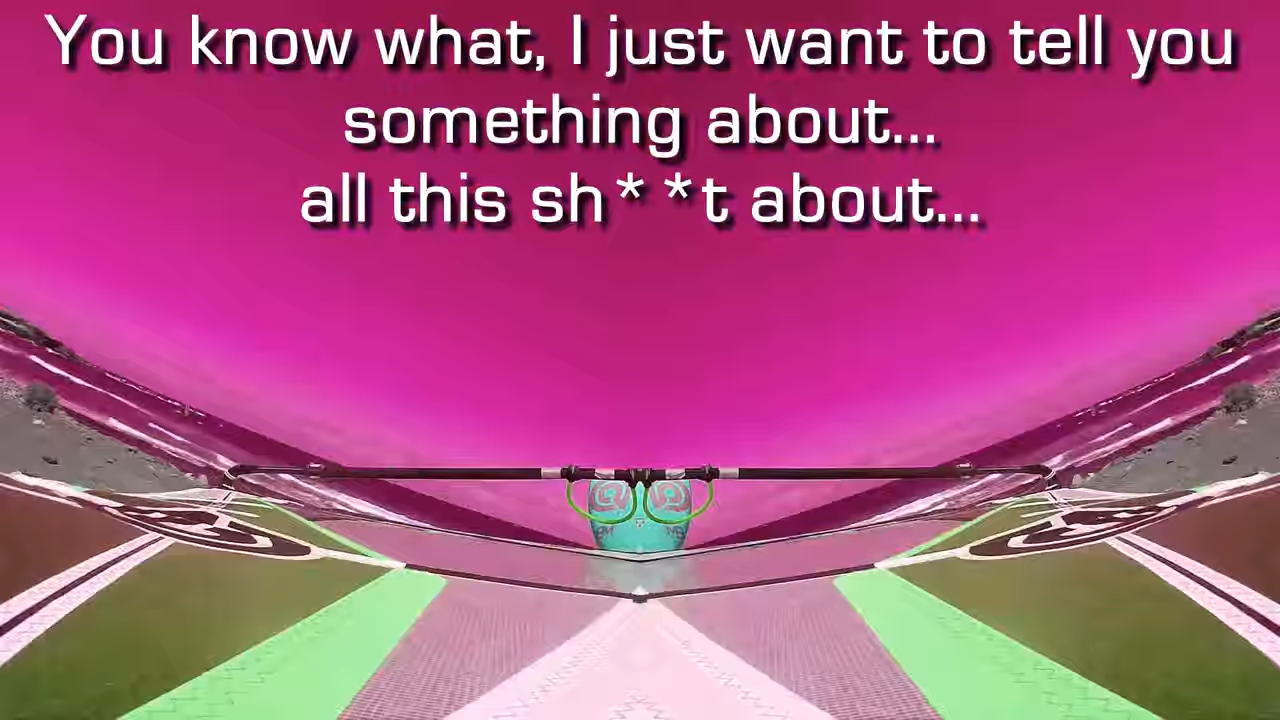 You know what, I just want to tell you
something about...
all this sh**t about...